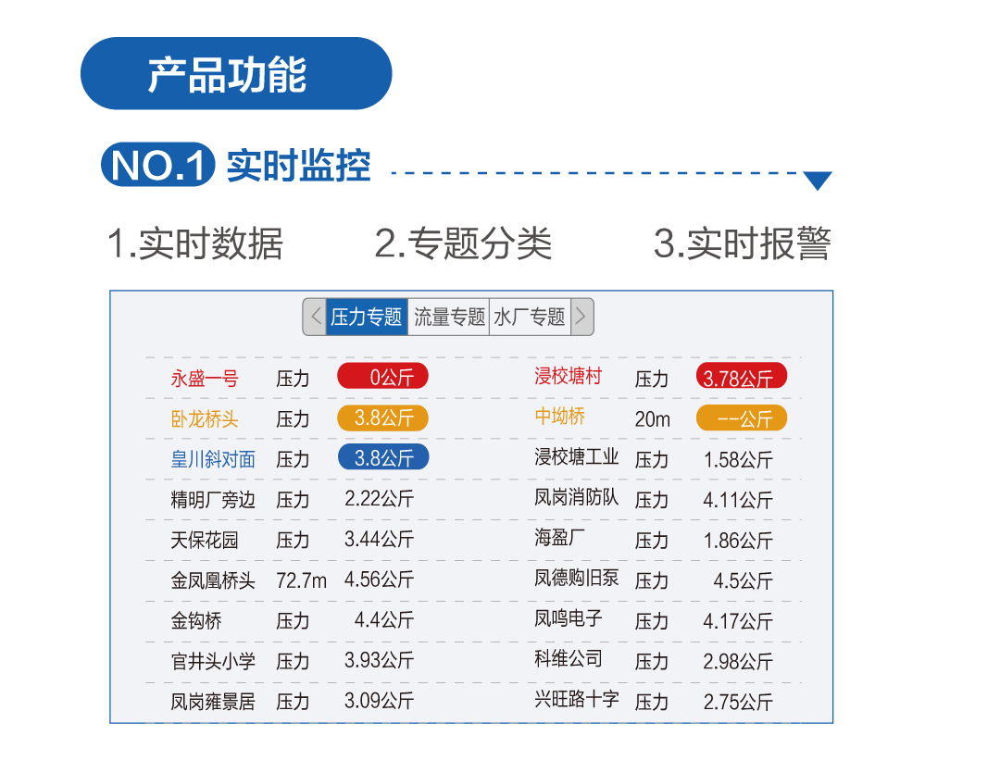 产品功能
NO.1 实时监控
1.实时数据 2.专题分类 3.实时报警
压力专题 流量专题 水厂专题
永盛一号 压力 0公斤 浸校塘村 压力 3.78公斤
卧龙桥头 压力 3.8公斤 中坳桥 20m --公斤
皇川斜对面 压力 3.8公斤 浸校塘工业 压力 1.58公斤
精明厂旁边 压力 2.22公斤 凤岗消防队 压力 4.11公斤
天保花园 压力 3.44公斤 海盈厂 压力 1.86公斤
金凤凰桥头 72.7m 4.56公斤 凤德购旧泵 压力 4.5公斤
金钩桥 压力 4.4公斤 凤鸣电子 压力 4.17公斤
官井头小学 压力 3.93公斤 科维公司 压力 2.98公斤
凤岗雍景居 压力 3.09公斤 兴旺路十字 压力 2.75公斤